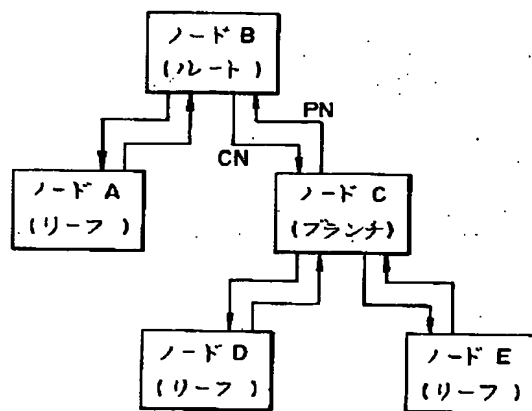 ノード B
(ルート)
PN
CN
ノード A
(リーフ)
ノード C
(ブランチ)
ノード D
(リーフ)
ノード E
(リーフ)